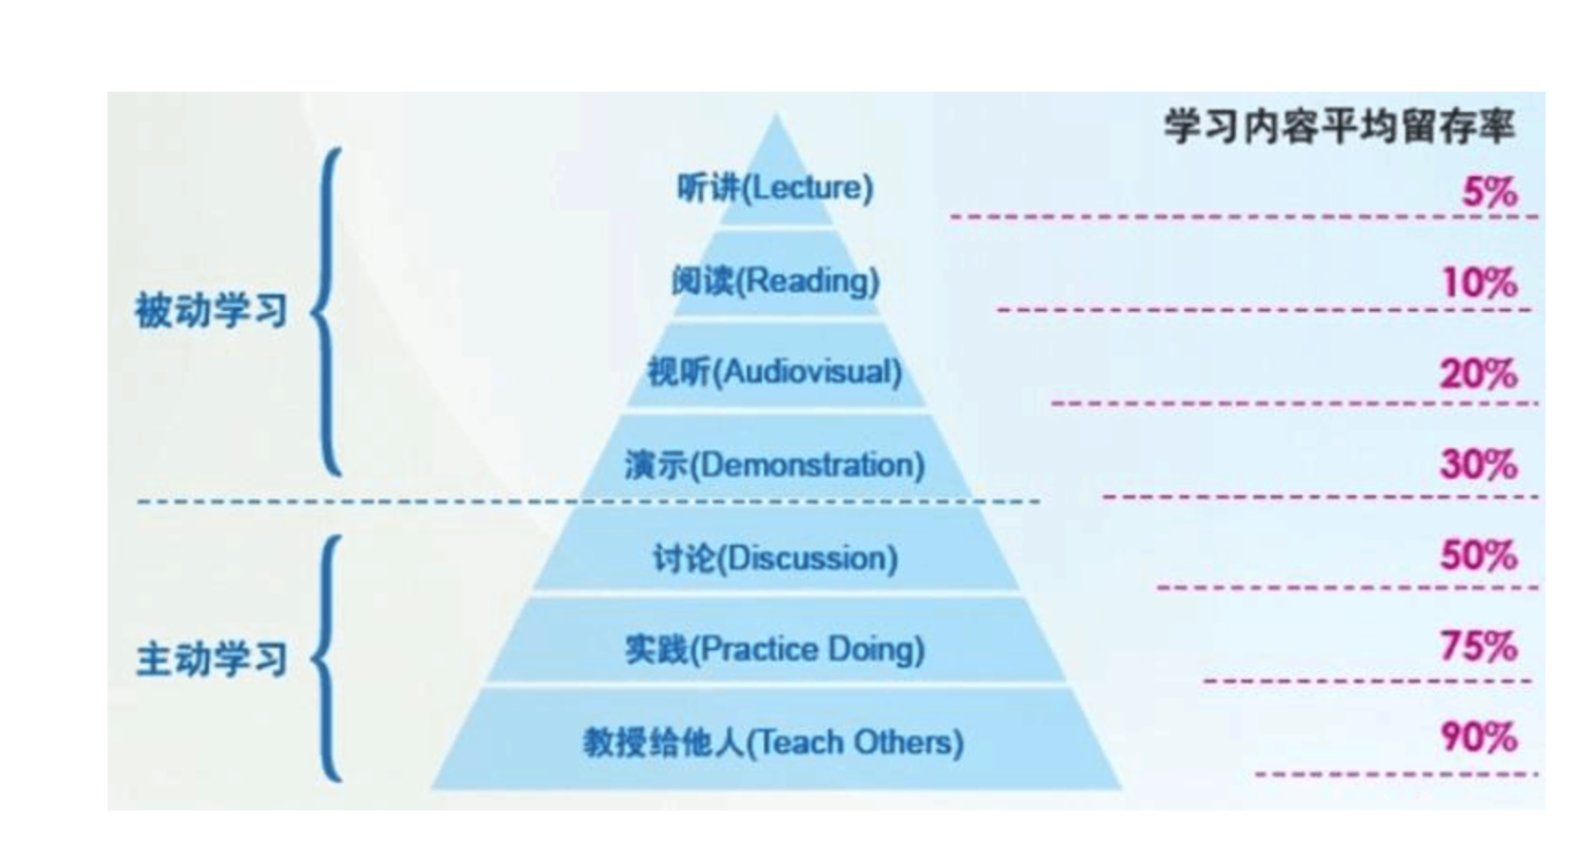 学习内容平均留存率
听讲(Lecture)
5%
阅读(Reading)
10%
被动学习
视听(Audiovisual)
20%
演示(Demonstration)
30%
讨论(Discussion)
50%
主动学习
实践(Practice Doing)
75%
教授给他人(Teach Others)
90%